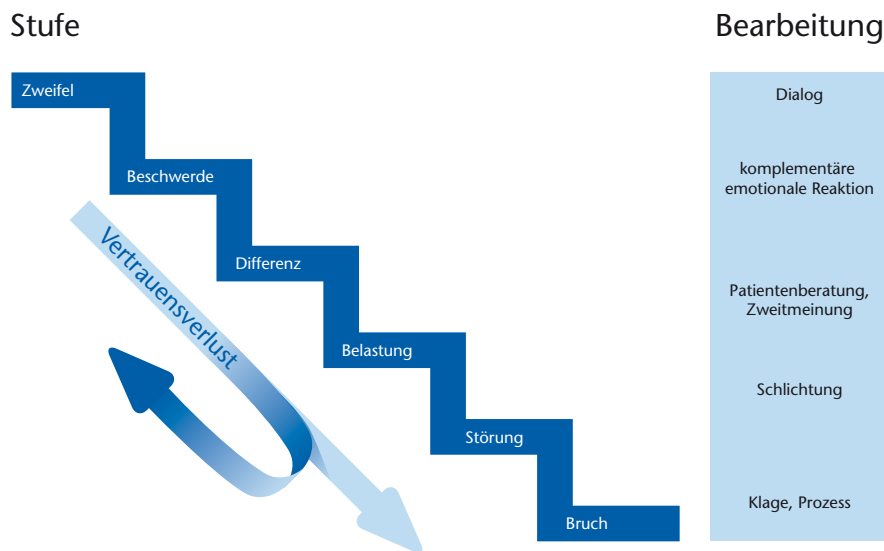 Stufe
Bearbeitung
Zweifel
Dialog
Beschwerde
komplementäre
emotionale Reaktion
Vertrauensverlust
Differenz
Patientenberatung,
Zweitmeinung
Belastung
Schlichtung
Störung
Klage, Prozess
Bruch